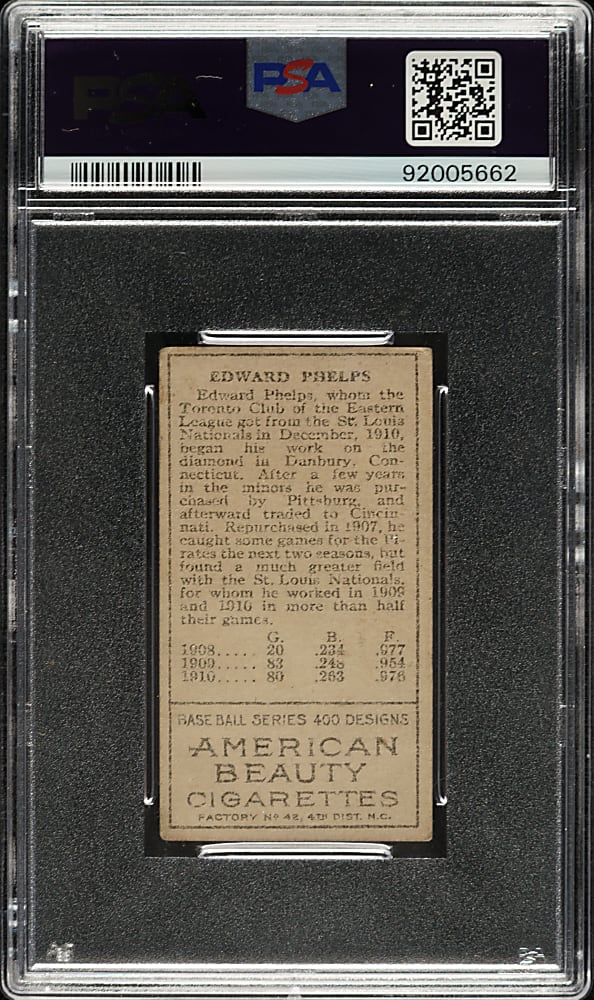 PSA
PSA
92005662
EDWARD PHELPS
Edward Phelps, whom the
Toronto Club of the Eastern
League got from the St. Louis
Nationals in December, 1910,
began his work on the
diamond in Danbury, Con-
necticut. After a few years
in the minors he was pur-
chased by Pittsburg, and
afterward traded to Cincin-
nati. Repurchased in 1907, he
caught some games for the Pi-
rates the next two seasons, but
found a much greater field
with the St. Louis Nationals,
for whom he worked in 1909
and 1910 in more than half
their games.
G. B. F.
1908..... 20 .234 .977
1909..... 83 .248 .954
1910..... 80 .263 .976
BASE BALL SERIES 400 DESIGNS
AMERICAN
BEAUTY
CIGARETTES
FACTORY Nº 42, 4TH DIST. N.C.
PSA